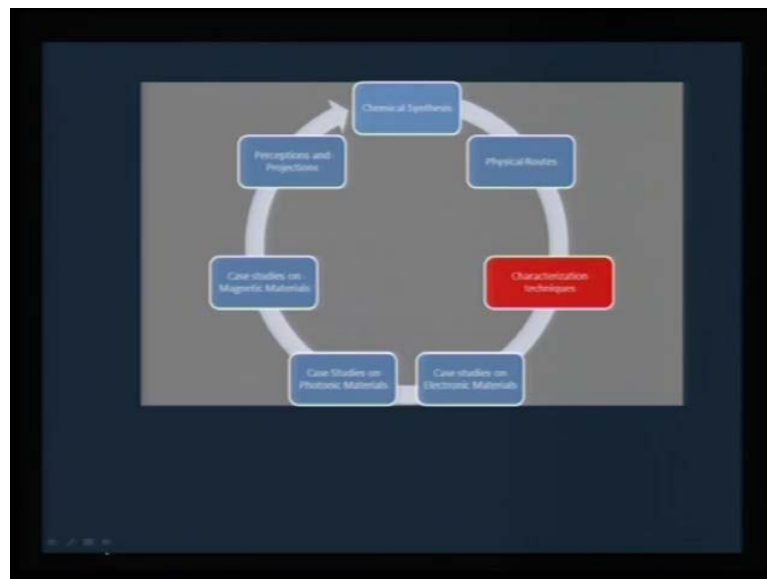 Chemical Synthesis
Physical Routes
Characterization
techniques
Case studies on
Electronic Materials
Case Studies on
Photonic Materials
Case studies on
Magnetic Materials
Perceptions and
Projections